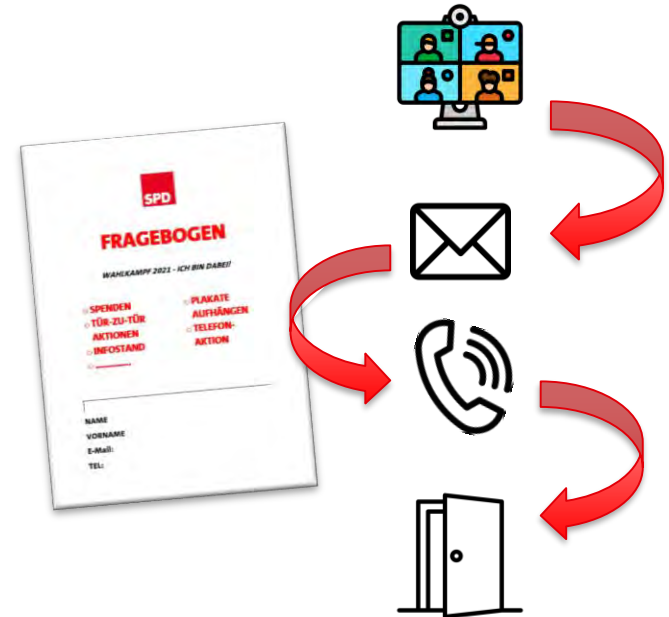 SPD
FRAGEBOGEN
WAHLKAMPF 2021 - ICH BIN DABEI!
○ SPENDEN
○ TÜR-ZU-TÜR
AKTIONEN
○ INFOSTAND
○ ________
○ PLAKATE
AUFHÄNGEN
○ TELEFON-
AKTION
NAME
VORNAME
E-Mail:
TEL: